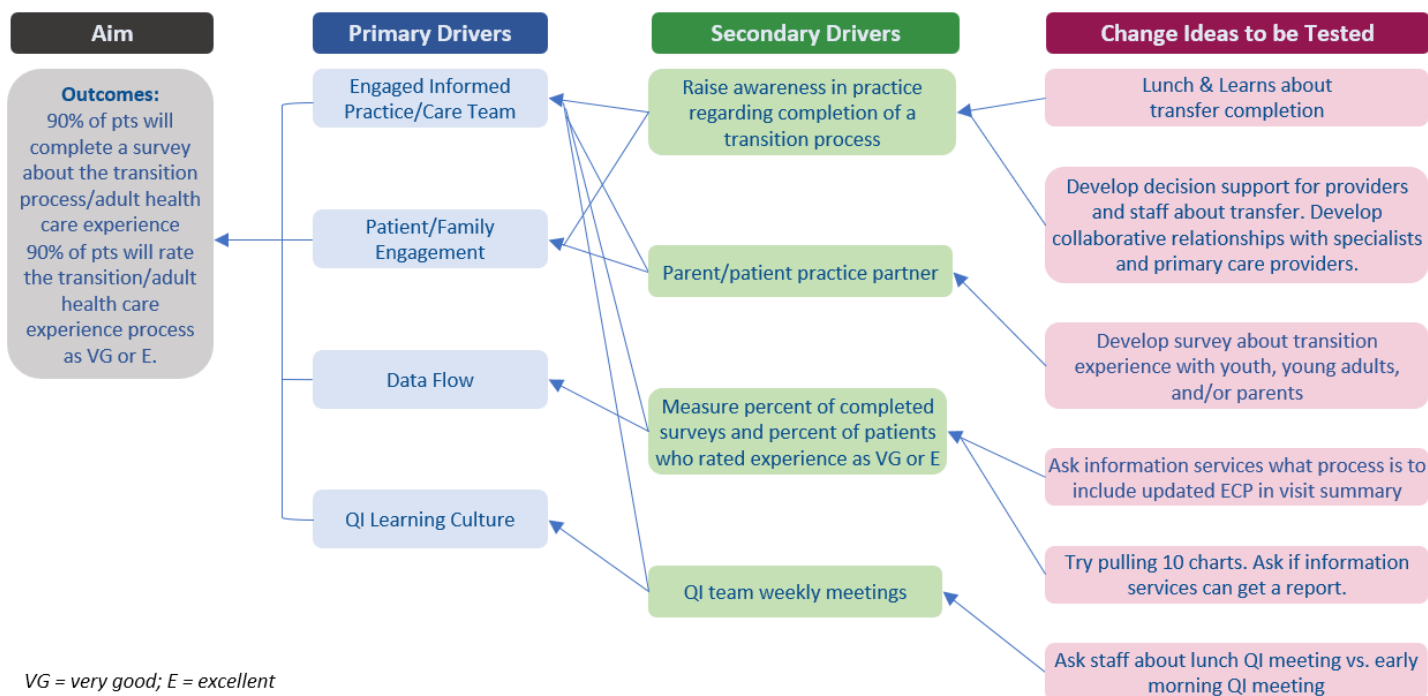 Aim
Primary Drivers
Secondary Drivers
Change Ideas to be Tested
Outcomes:
90% of pts will
complete a survey
about the transition
process/adult health
care experience
90% of pts will rate
the transition/adult
health care
experience process
as VG or E.
Engaged Informed
Practice/Care Team
Patient/Family
Engagement
Data Flow
QI Learning Culture
Raise awareness in practice
regarding completion of a
transition process
Parent/patient practice partner
Measure percent of completed
surveys and percent of patients
who rated experience as VG or E
QI team weekly meetings
Lunch & Learns about
transfer completion
Develop decision support for providers
and staff about transfer. Develop
collaborative relationships with specialists
and primary care providers.
Develop survey about transition
experience with youth, young adults,
and/or parents
Ask information services what process is to
include updated ECP in visit summary
Try pulling 10 charts. Ask if information
services can get a report.
Ask staff about lunch QI meeting vs. early
morning QI meeting
VG = very good; E = excellent